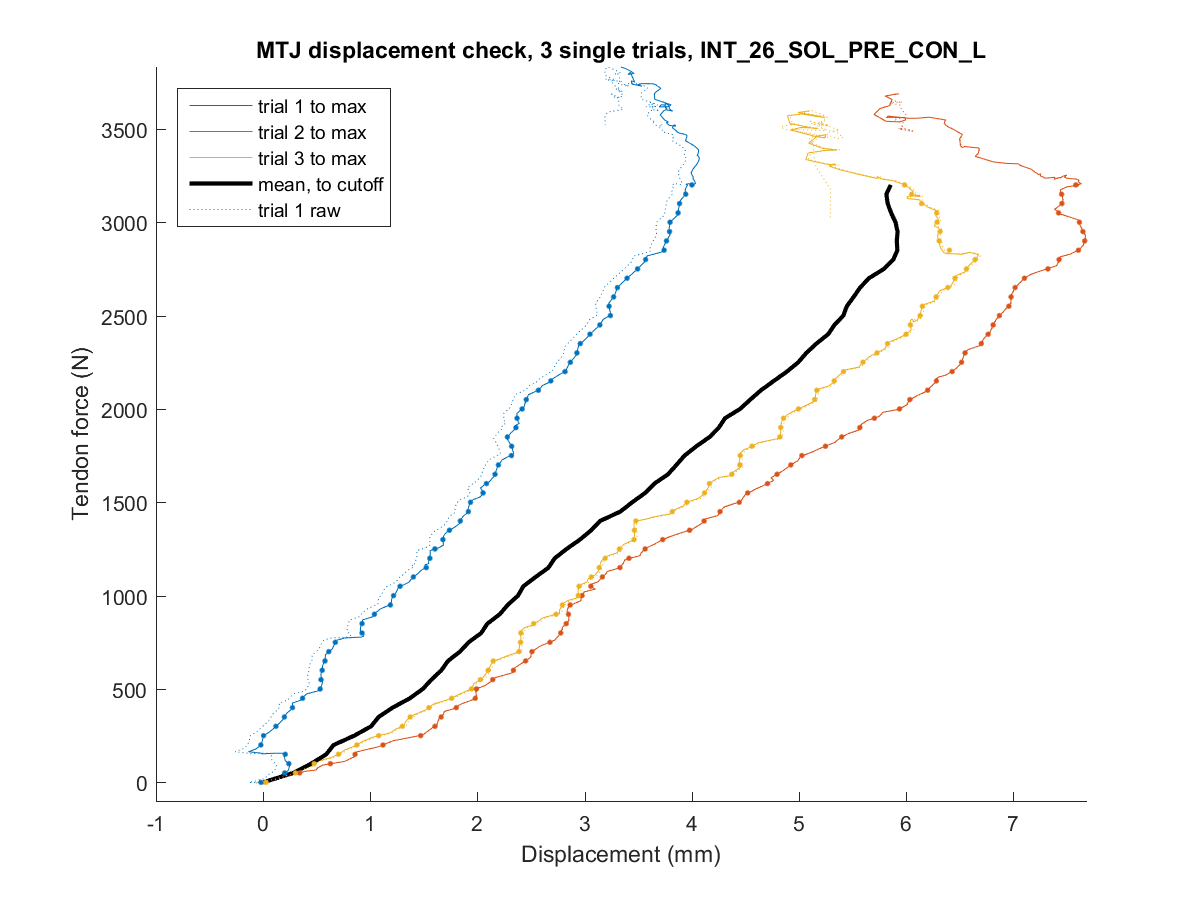 MTJ displacement check, 3 single trials, INT_26_SOL_PRE_CON_L
trial 1 to max
trial 2 to max
trial 3 to max
mean, to cutoff
trial 1 raw
Tendon force (N)
3500
3000
2500
2000
1500
1000
500
0
-1 0 1 2 3 4 5 6 7
Displacement (mm)